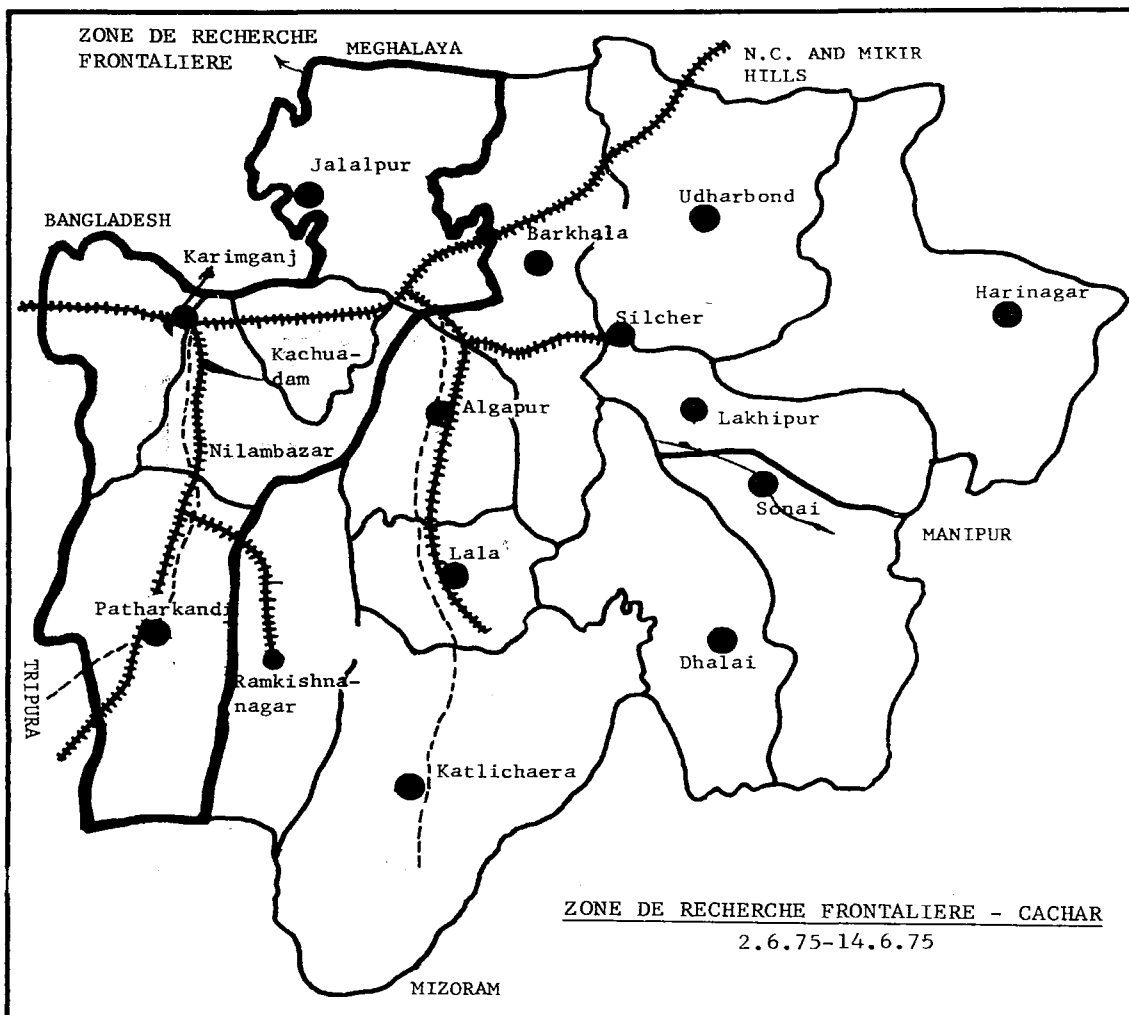 ZONE DE RECHERCHE
FRONTALIERE
MEGHALAYA
N.C. AND MIKIR
HILLS
Jalalpur
Udharbond
BANGLADESH
Karimganj
Barkhala
Harinagar
Silcher
Kachua-
dam
Algapur
Lakhipur
Nilambazar
Sonai
MANIPUR
Lala
Patharkandi
Dhalai
TRIPURA
Ramkishna-
nagar
Katlichaera
ZONE DE RECHERCHE FRONTALIERE - CACHAR
2.6.75-14.6.75
MIZORAM